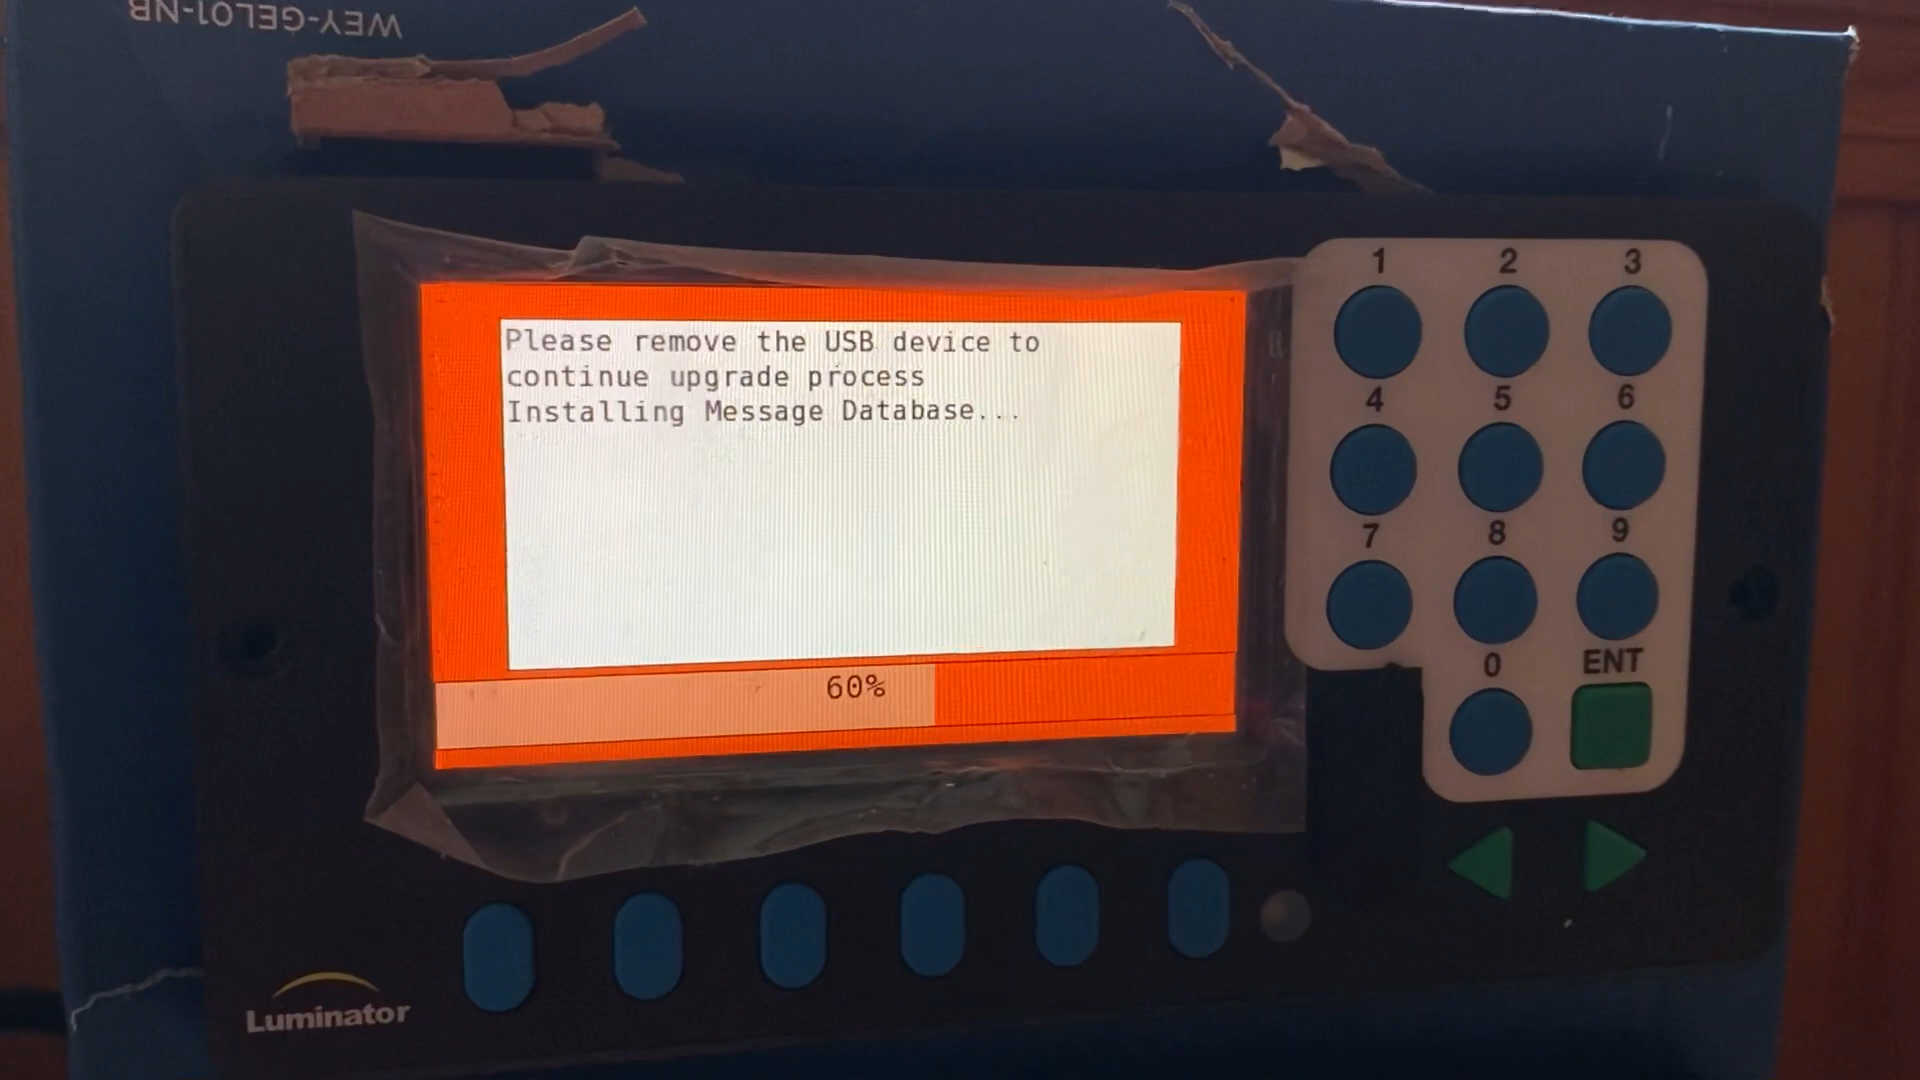 WEY-GEL01-NB
Please remove the USB device to
continue upgrade process
Installing Message Database...
60%
1 2 3
4 5 6
7 8 9
0 ENT
Luminator